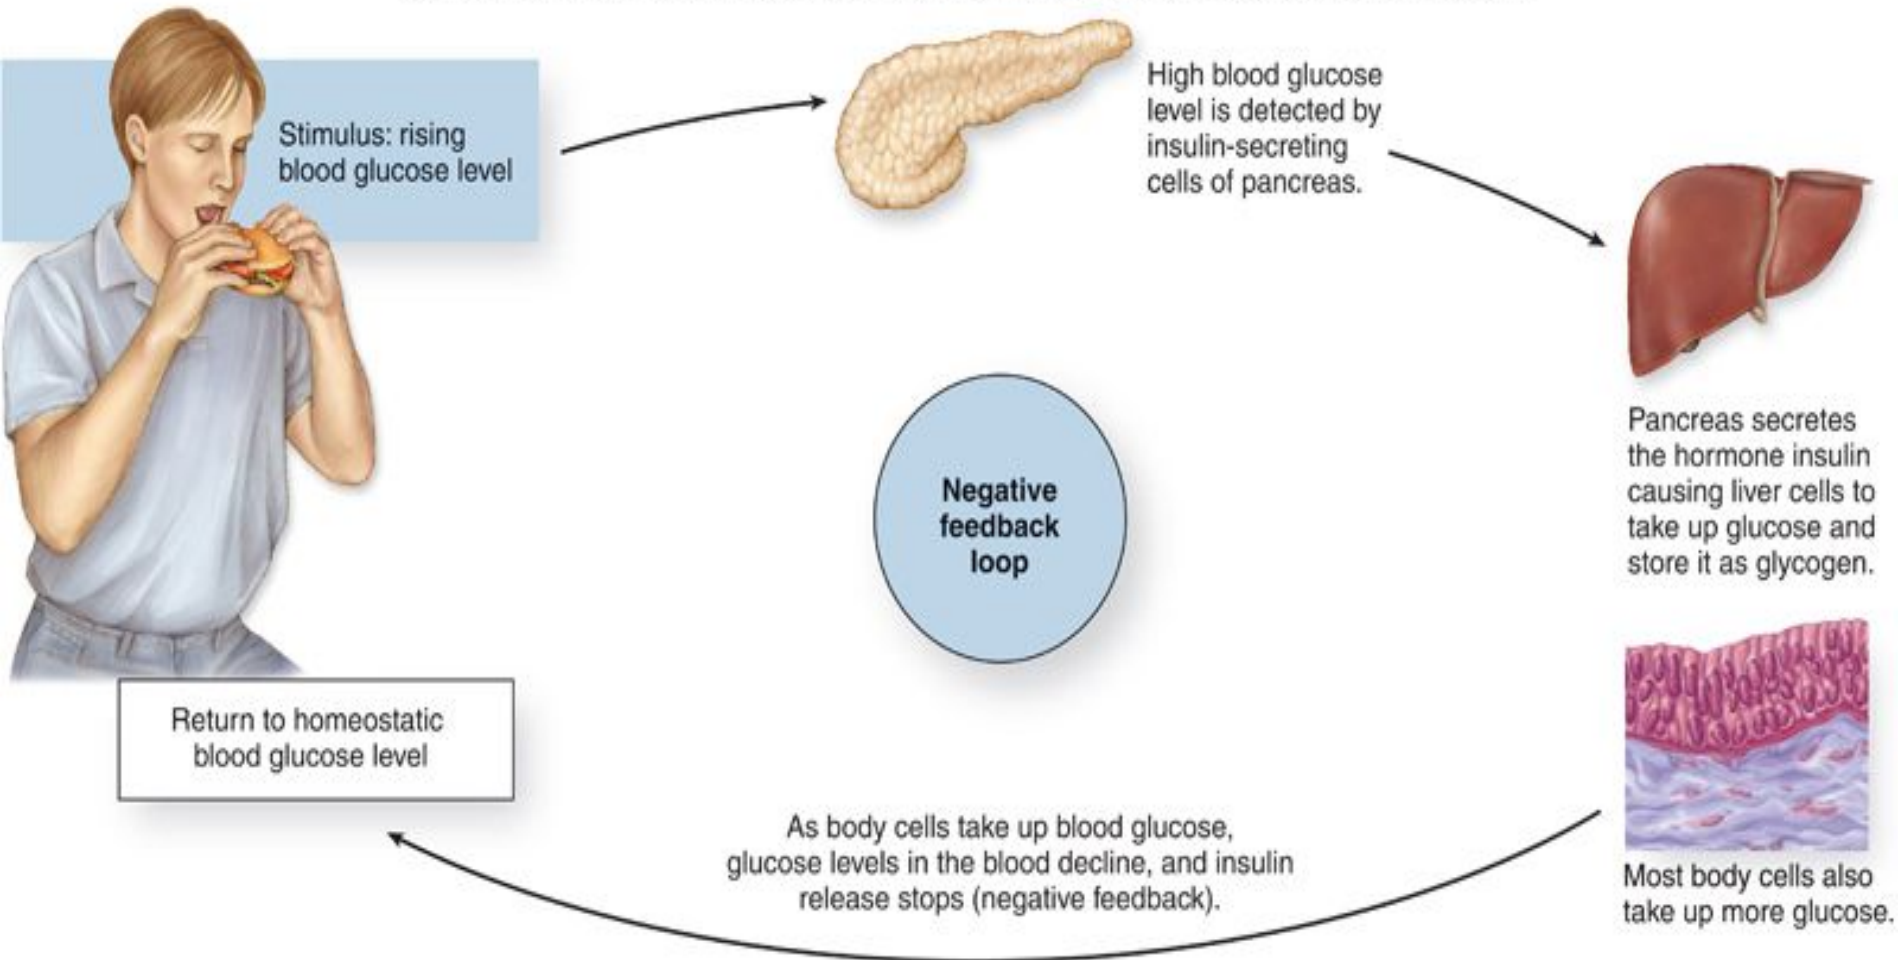 Stimulus: rising
blood glucose level
High blood glucose
level is detected by
insulin-secreting
cells of pancreas.
Pancreas secretes
the hormone insulin
causing liver cells to
take up glucose and
store it as glycogen.
Most body cells also
take up more glucose.
As body cells take up blood glucose,
glucose levels in the blood decline, and insulin
release stops (negative feedback).
Return to homeostatic
blood glucose level
Negative
feedback
loop